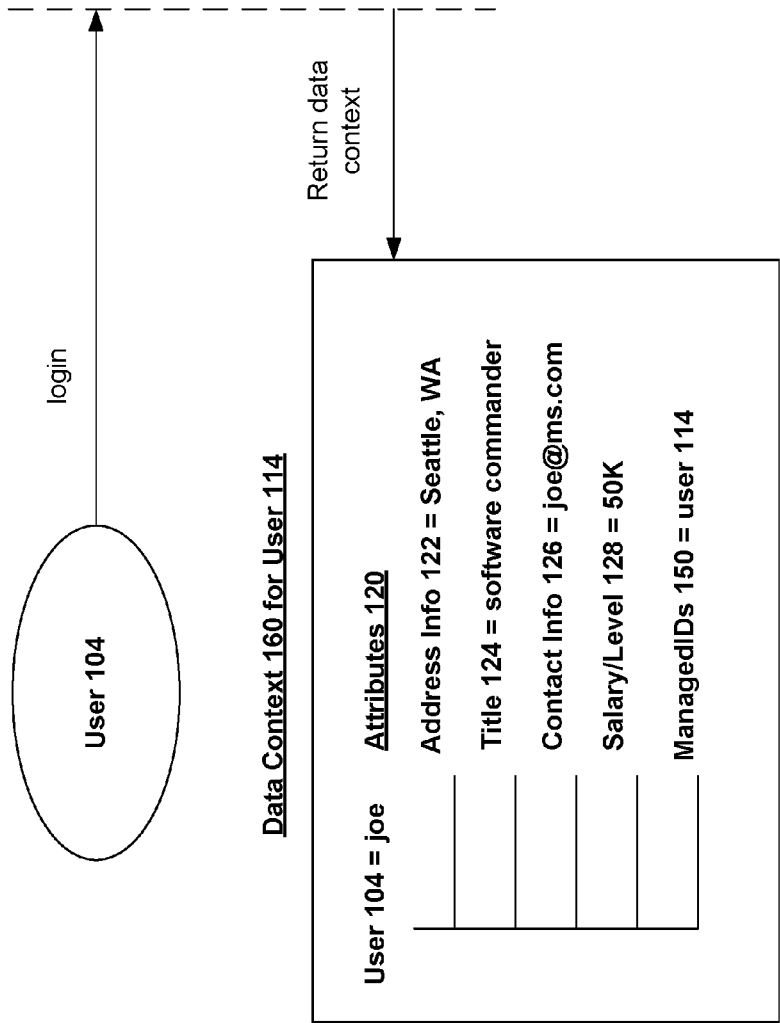 User 104
login
Data Context 160 for User 114
Return data
context
User 104 = joe
Attributes 120
Address Info 122 = Seattle, WA
Title 124 = software commander
Contact Info 126 = joe@ms.com
Salary/Level 128 = 50K
ManagedIDs 150 = user 114